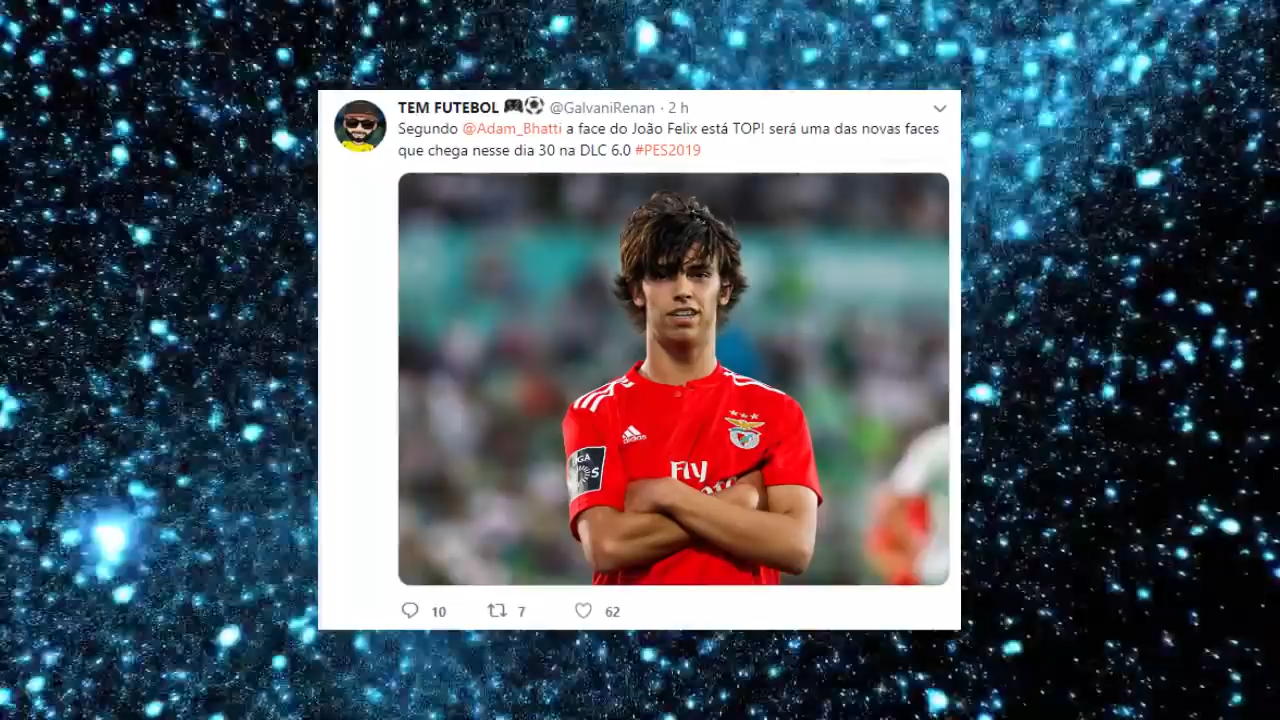 TEM FUTEBOL 🎮⚽ @GalvaniRenan · 2 h
Segundo @Adam_Bhatti a face do João Felix está TOP! será uma das novas faces
que chega nesse dia 30 na DLC 6.0 #PES2019
adidas
Fly
10 7 62